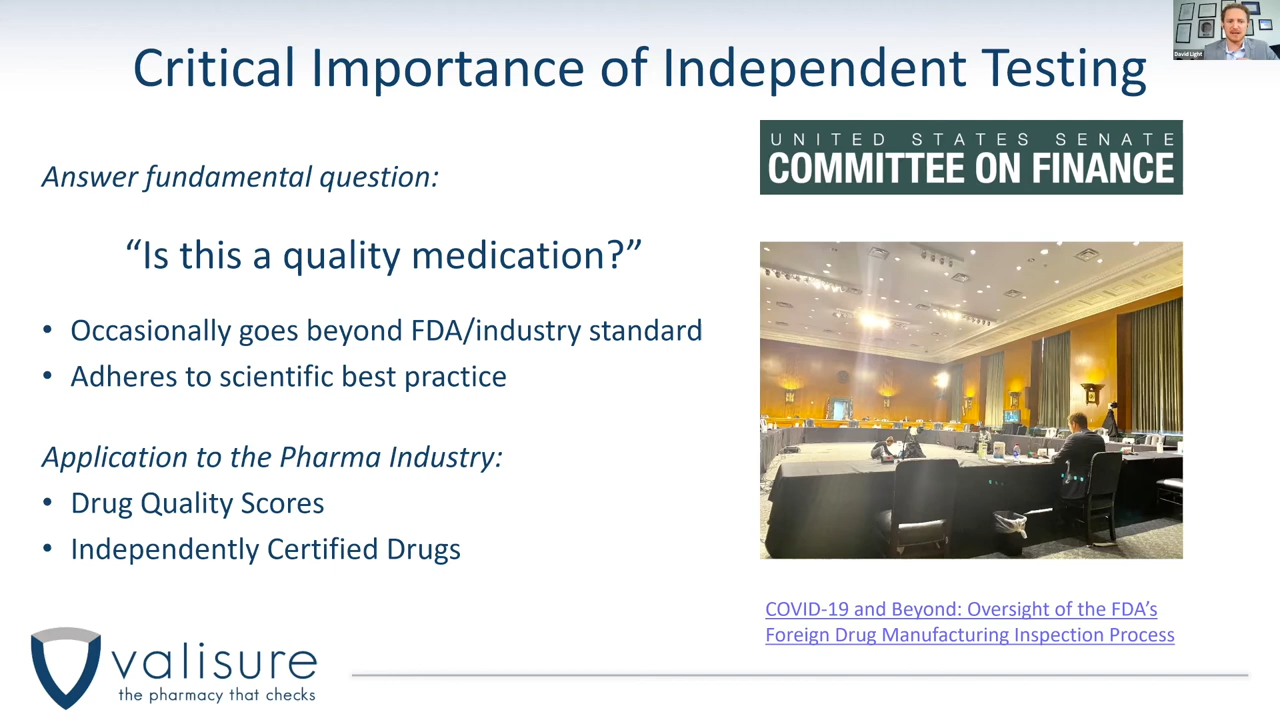 Critical Importance of Independent Testing
David Light
Answer fundamental question:
“Is this a quality medication?”
• Occasionally goes beyond FDA/industry standard
• Adheres to scientific best practice
Application to the Pharma Industry:
• Drug Quality Scores
• Independently Certified Drugs
UNITED STATES SENATE
COMMITTEE ON FINANCE
COVID-19 and Beyond: Oversight of the FDA’s
Foreign Drug Manufacturing Inspection Process
valisure
the pharmacy that checks